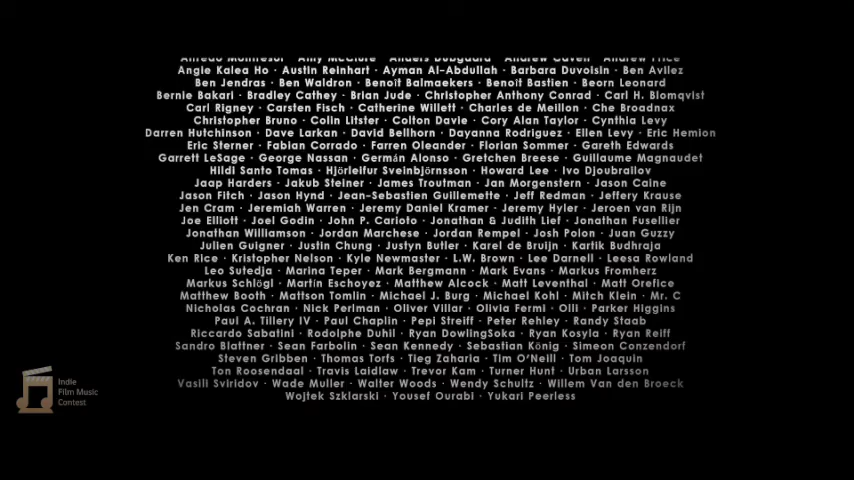 Angie Kalea Ho · Austin Reinhart · Ayman Al-Abdullah · Barbara Duvoisin · Ben Avilez
Ben Jendras · Ben Waldron · Benoît Balmaekers · Benoît Bastien · Beorn Leonard
Bernie Bakari · Bradley Cathey · Brian Jude · Christopher Anthony Conrad · Carl H. Blomqvist
Carl Rigney · Carsten Fisch · Catherine Willett · Charles de Meillon · Che Broadnax
Christopher Bruno · Colin Litster · Colton Davie · Cory Alan Taylor · Cynthia Levy
Darren Hutchinson · Dave Larkan · David Bellhorn · Dayanna Rodriguez · Ellen Levy · Eric Hemion
Eric Sterner · Fabian Corrado · Farren Oleander · Florian Sommer · Gareth Edwards
Garrett LeSage · George Nassan · Germán Alonso · Gretchen Breese · Guillaume Magnaudet
Hildi Santo Tomas · Hjörleifur Sveinbjörnsson · Howard Lee · Ivo Djoubrailov
Jaap Harders · Jakub Steiner · James Troutman · Jan Morgenstern · Jason Caine
Jason Fitch · Jason Hynd · Jean-Sebastien Guillemette · Jeff Redman · Jeffery Krause
Jen Cram · Jeremiah Warren · Jeremy Daniel Kramer · Jeremy Hyler · Jeroen van Rijn
Joe Elliott · Joel Godin · John P. Carioto · Jonathan & Judith Lief · Jonathan Fusellier
Jonathan Williamson · Jordan Marchese · Jordan Rempel · Josh Polon · Juan Guzzy
Julien Guigner · Justin Chung · Justyn Butler · Karel de Bruijn · Kartik Budhraja
Ken Rice · Kristopher Nelson · Kyle Newmaster · L.W. Brown · Lee Darnell · Leesa Rowland
Leo Sutedja · Marina Teper · Mark Bergmann · Mark Evans · Markus Fromherz
Markus Schlögl · Martín Eschoyez · Matthew Alcock · Matt Leventhal · Matt Orefice
Matthew Booth · Mattson Tomlin · Michael J. Burg · Michael Kohl · Mitch Klein · Mr. C
Nicholas Cochran · Nick Perlman · Oliver Villar · Olivia Fermi · Olli · Parker Higgins
Paul A. Tillery IV · Paul Chaplin · Pepi Streiff · Peter Rehley · Randy Staab
Riccardo Sabatini · Rodolphe Duhil · Ryan DowlingSoka · Ryan Kosyla · Ryan Reiff
Sandro Blattner · Sean Farbolin · Sean Kennedy · Sebastian König · Simeon Conzendorf
Steven Gribben · Thomas Torfs · Tieg Zaharia · Tim O'Neill · Tom Joaquin
Ton Roosendaal · Travis Laidlaw · Trevor Kam · Turner Hunt · Urban Larsson
Vasili Sviridov · Wade Muller · Walter Woods · Wendy Schultz · Willem Van den Broeck
Wojtek Szklarski · Yousef Ourabi · Yukari Peerless
Indie
Film Music
Contest